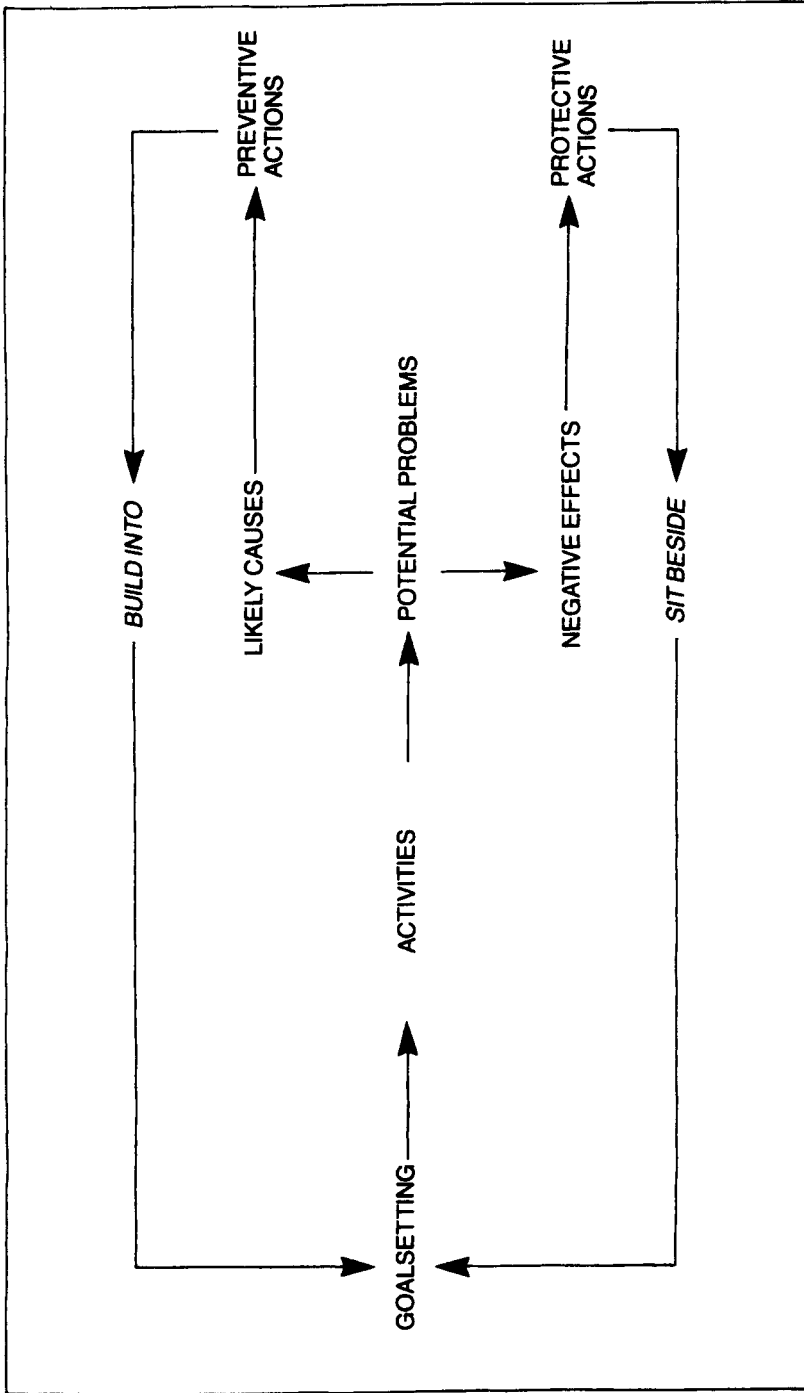 BUILD INTO
PREVENTIVE
ACTIONS
LIKELY CAUSES
GOALSETTING
ACTIVITIES
POTENTIAL PROBLEMS
NEGATIVE EFFECTS
PROTECTIVE
ACTIONS
SIT BESIDE